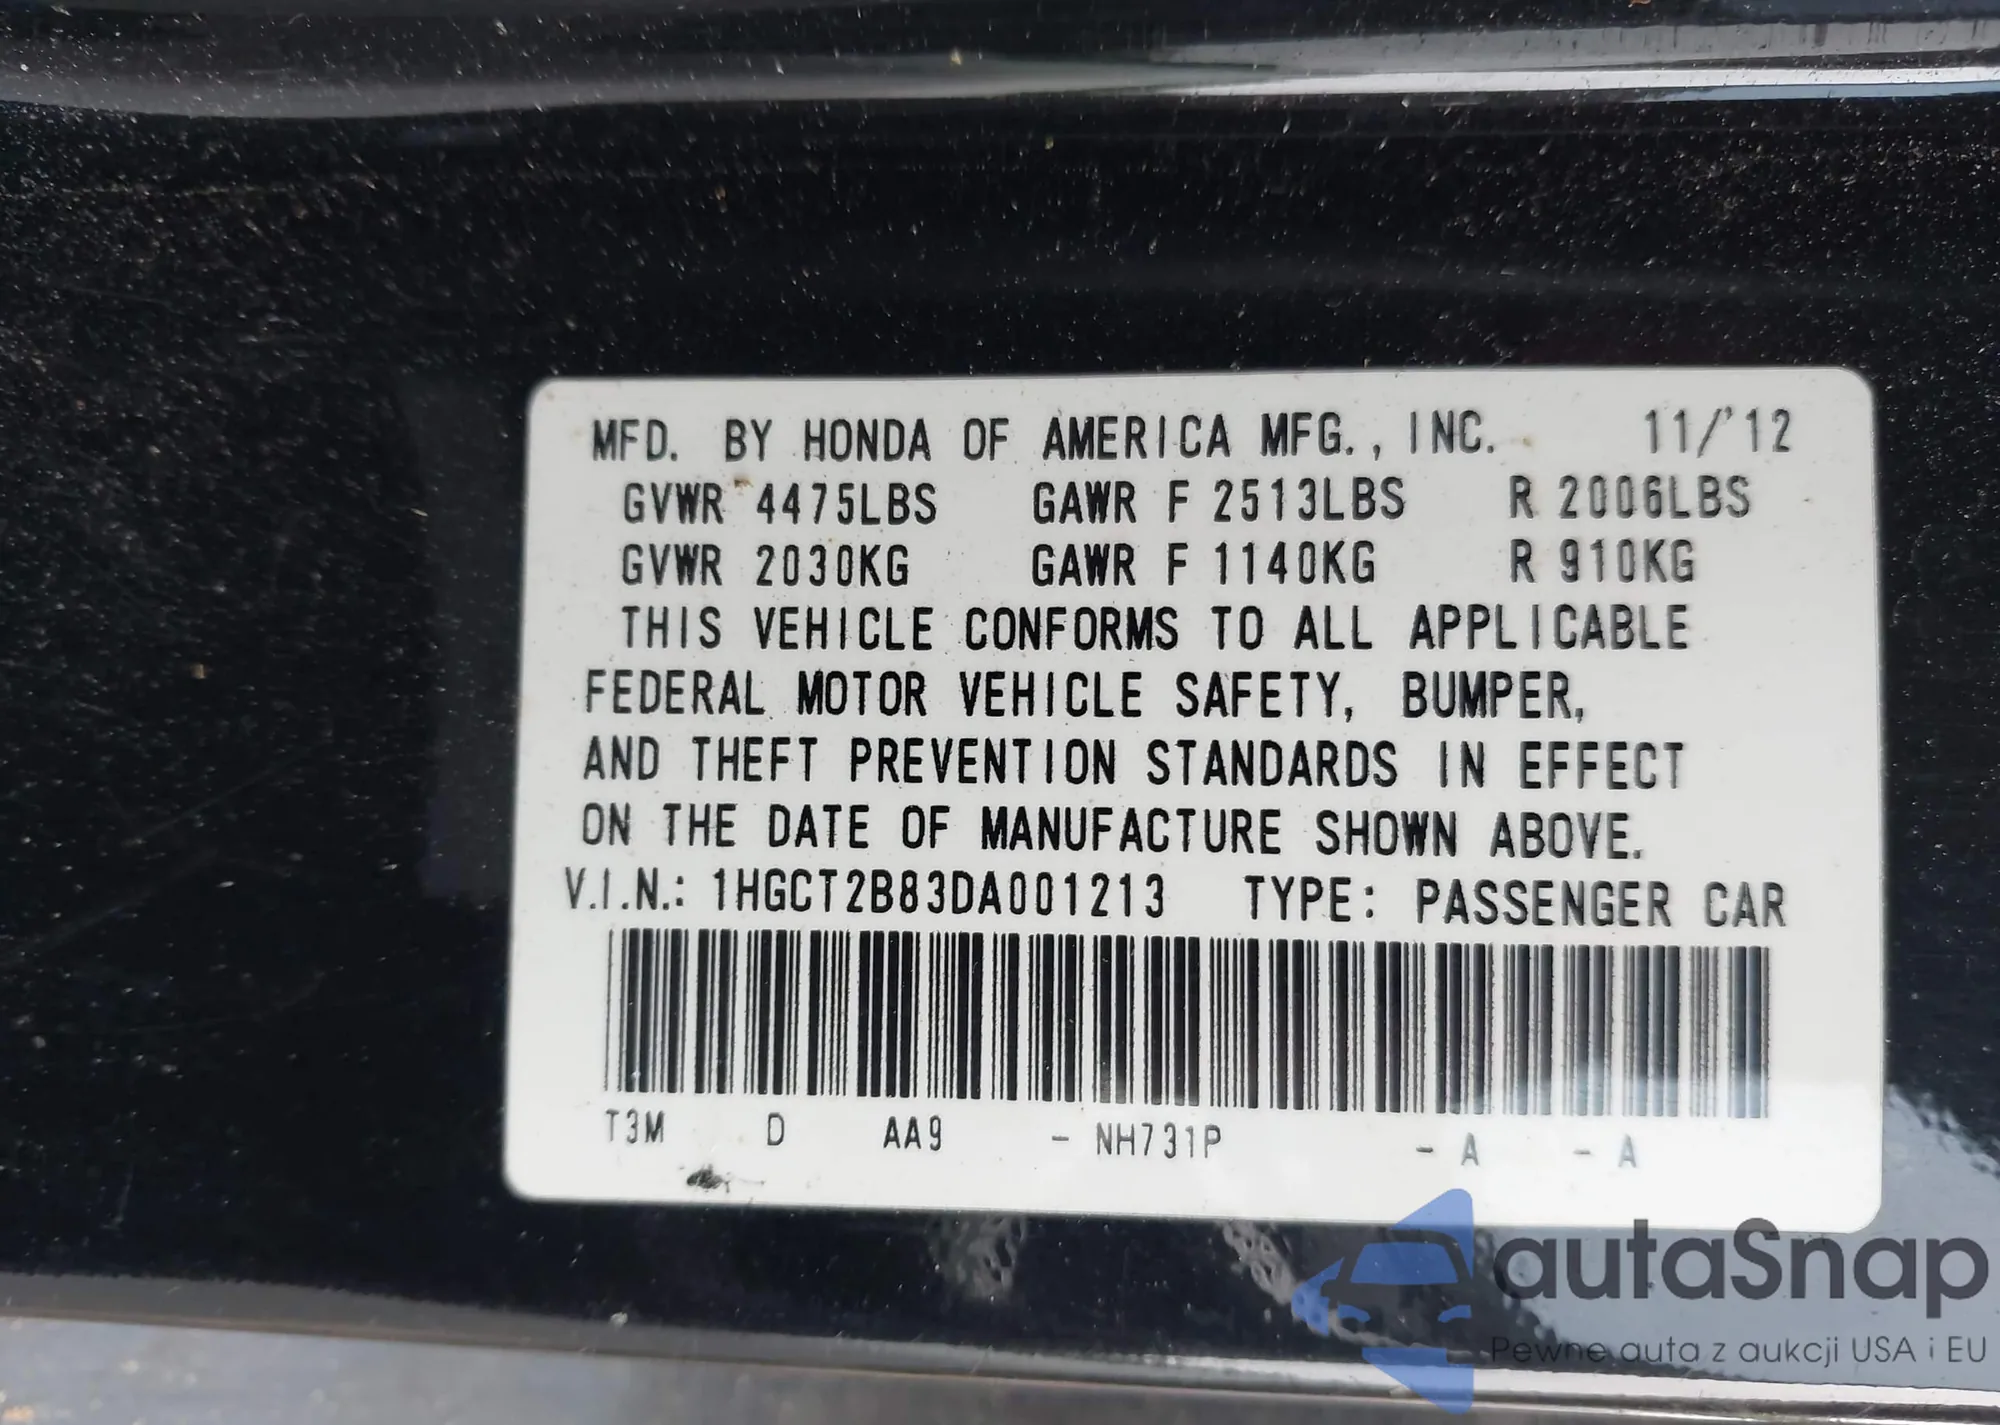 MFD. BY HONDA OF AMERICA MFG., INC. 11/'12
GVWR 4475LBS GAWR F 2513LBS R 2006LBS
GVWR 2030KG GAWR F 1140KG R 910KG
THIS VEHICLE CONFORMS TO ALL APPLICABLE
FEDERAL MOTOR VEHICLE SAFETY, BUMPER,
AND THEFT PREVENTION STANDARDS IN EFFECT
ON THE DATE OF MANUFACTURE SHOWN ABOVE.
V.I.N.: 1HGCT2B83DA001213 TYPE: PASSENGER CAR
T3M D AA9 - NH731P - A - A
autaSnap
Pewne auta z aukcji USA i EU